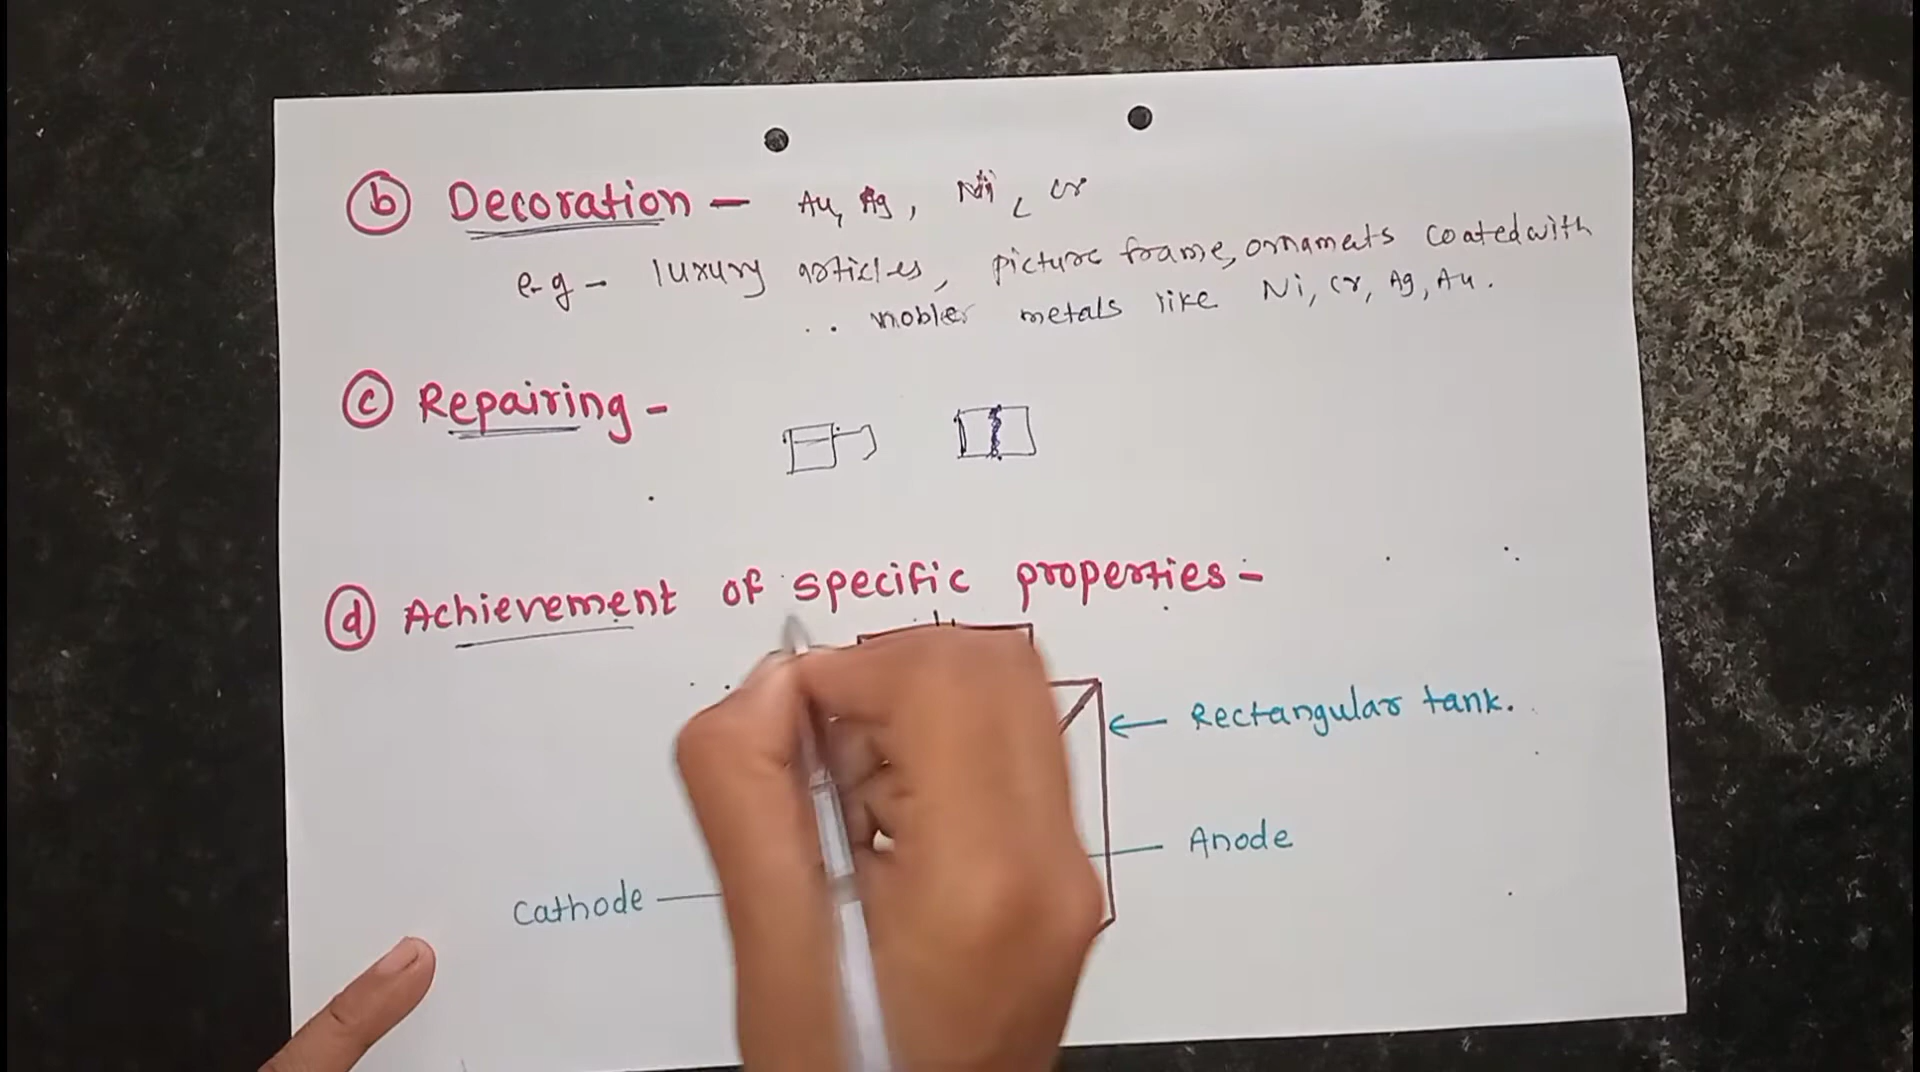 (b) Decoration - Au, Ag, Ni, Cr
e.g - luxury articles, picture frame, ornamets coated with
.. nobler metals like Ni, Cr, Ag, Au.
(c) Repairing -
(d) Achievement of specific properties -
Rectangular tank.
Anode
Cathode